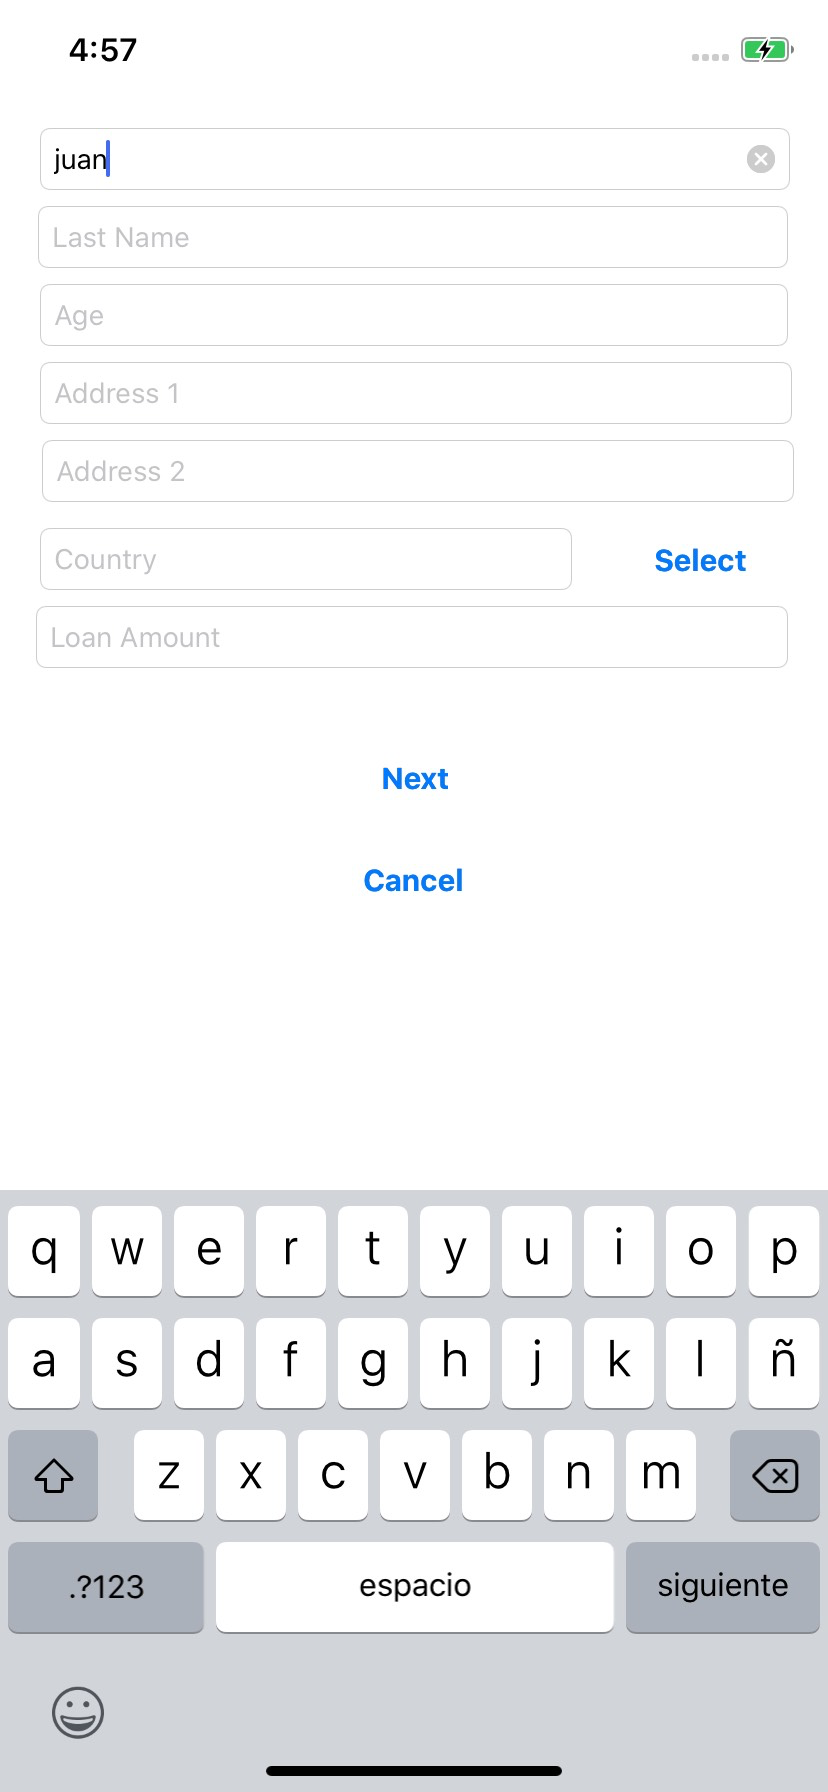 4:57
juan
Last Name
Age
Address 1
Address 2
Country Select
Loan Amount
Next
Cancel
q w e r t y u i o p
a s d f g h j k l ñ
z x c v b n m
.?123 espacio siguiente